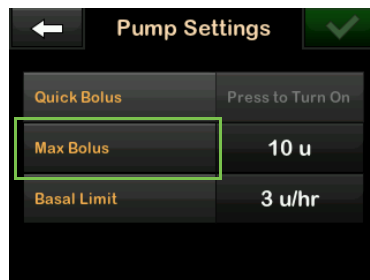 Pump Settings
Quick Bolus Press to Turn On
Max Bolus 10 u
Basal Limit 3 u/hr